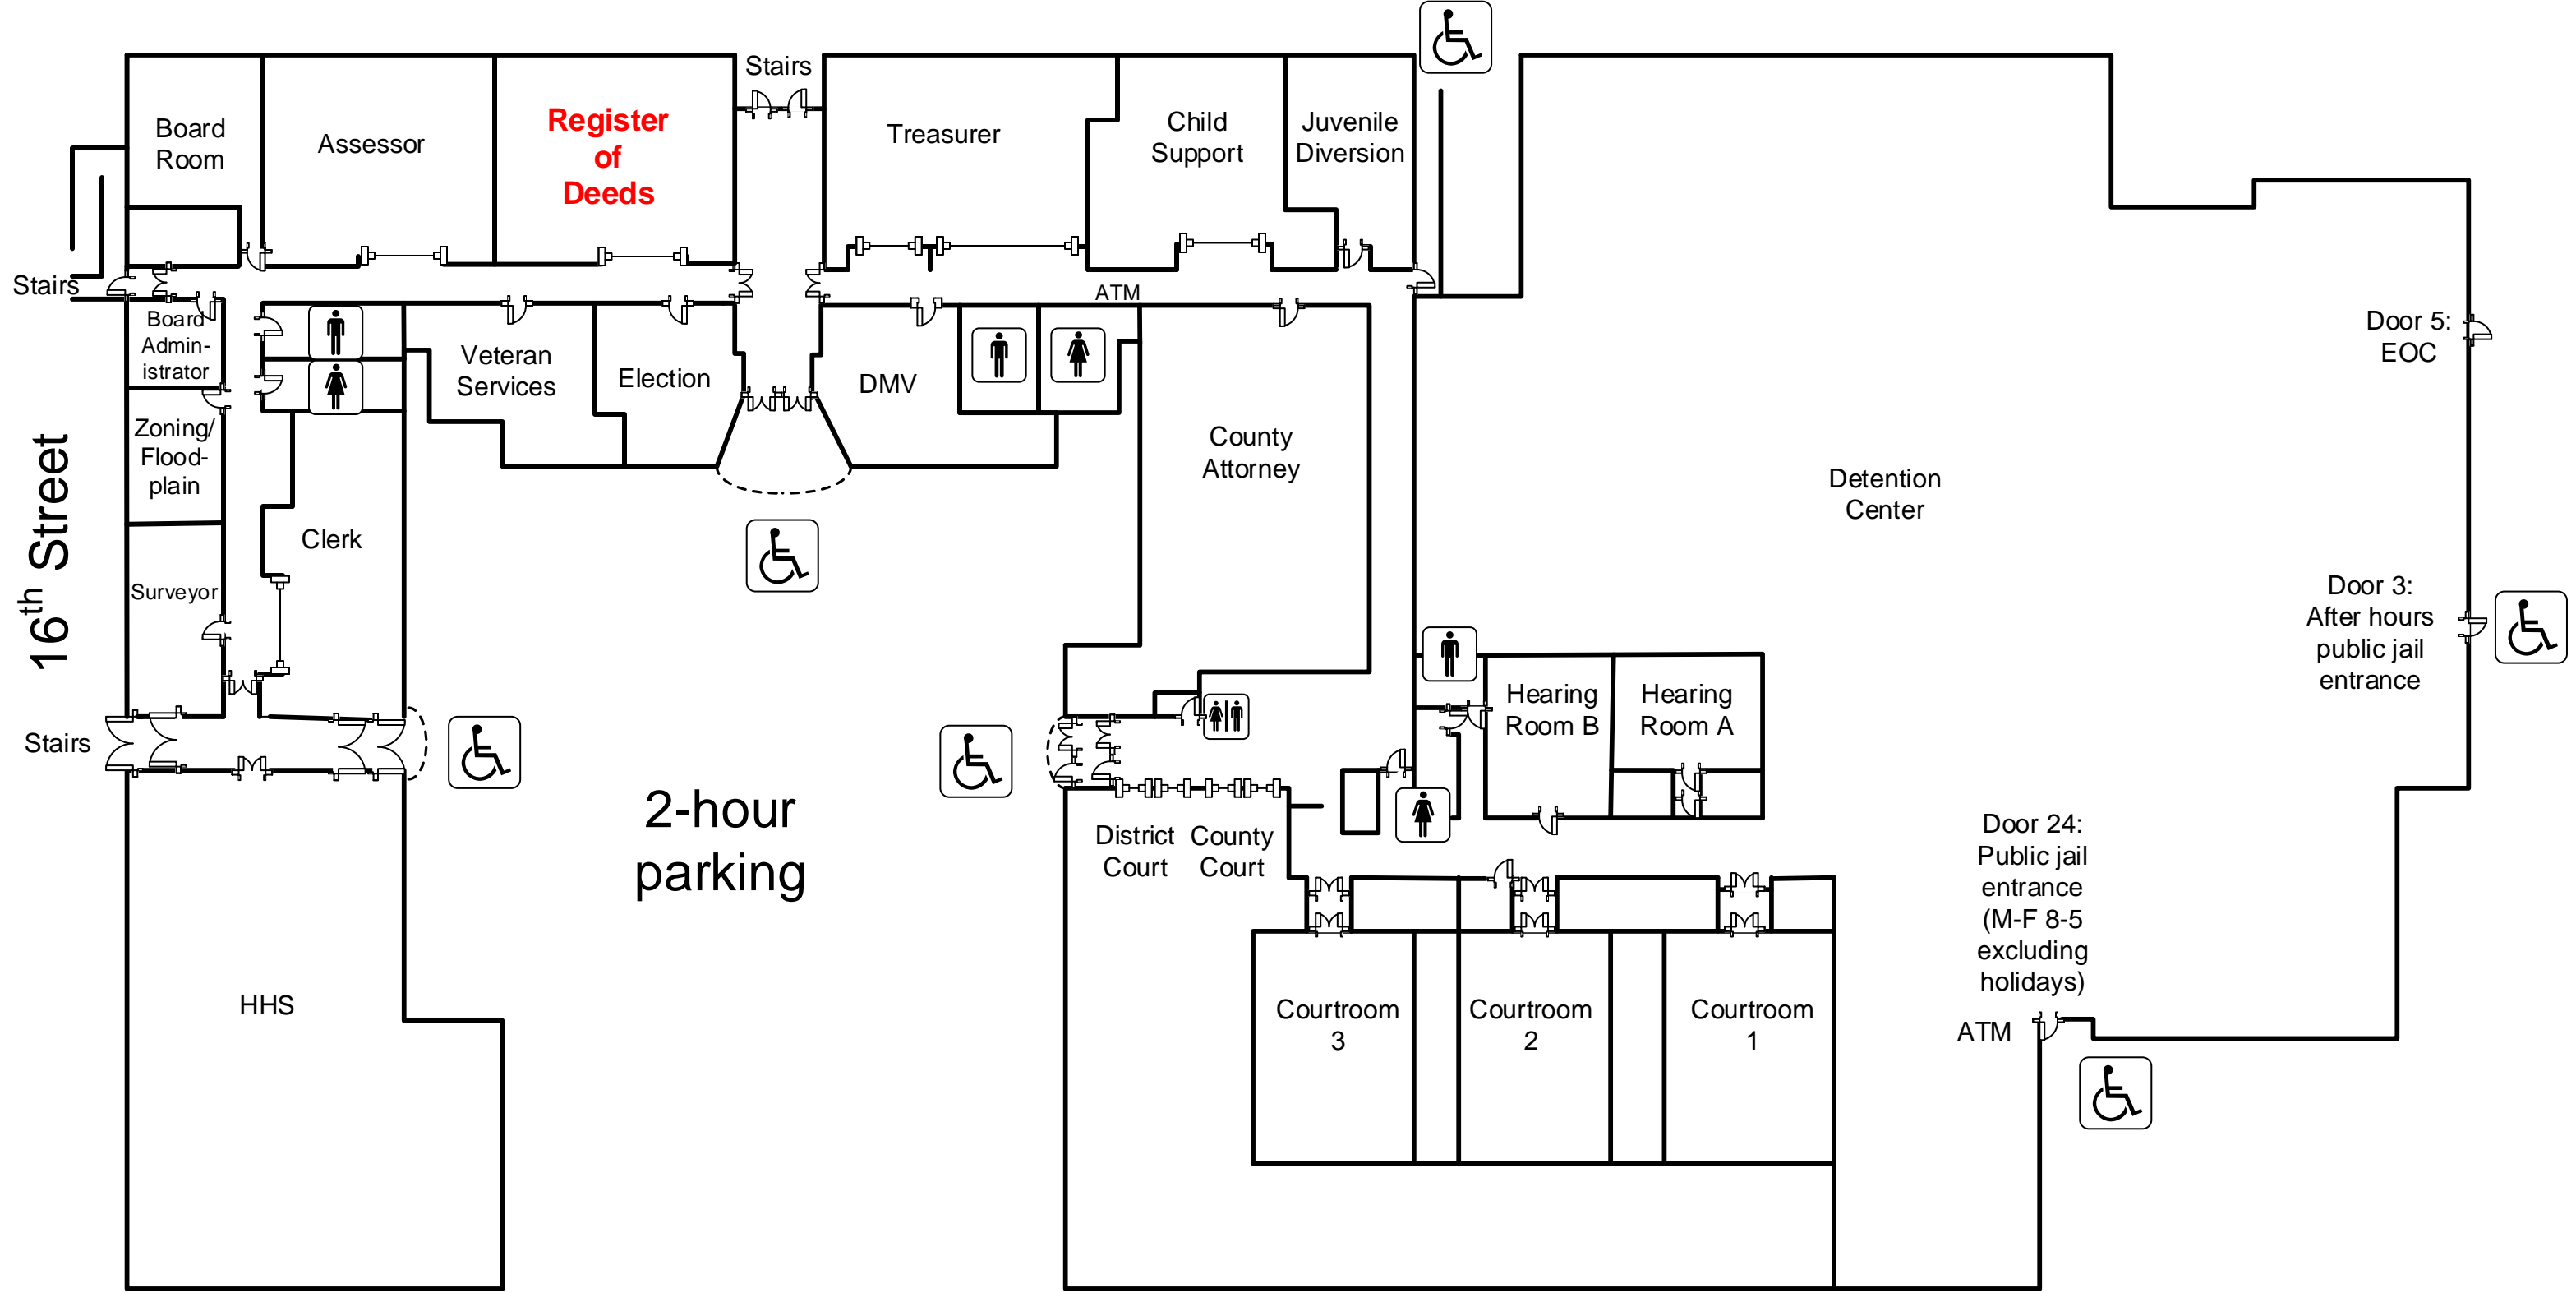 Stairs
Board
Room
Assessor
Register
of
Deeds
Treasurer
Child
Support
Juvenile
Diversion
Stairs
ATM
Board
Admin-
istrator
Veteran
Services
Election
DMV
Door 5:
EOC
Zoning/
Flood-
plain
County
Attorney
Detention
Center
16th Street
Clerk
Surveyor
Door 3:
After hours
public jail
entrance
Hearing
Room B
Hearing
Room A
Stairs
2-hour
parking
District
Court
County
Court
Door 24:
Public jail
entrance
(M-F 8-5
excluding
holidays)
HHS
Courtroom
3
Courtroom
2
Courtroom
1
ATM